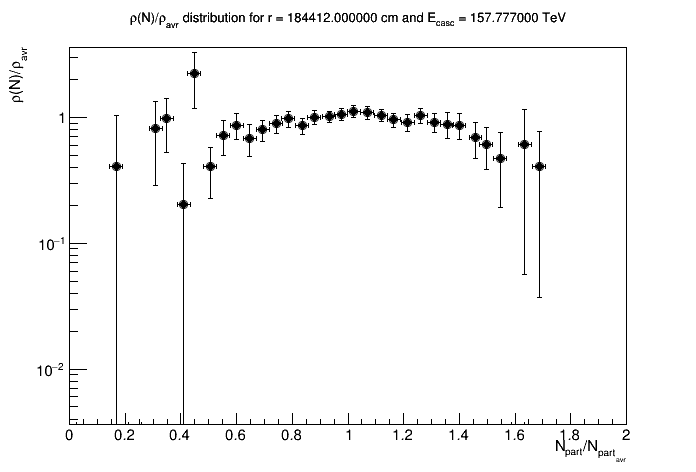 ρ(N)/ρavr distribution for r = 184412.000000 cm and Ecasc = 157.777000 TeV
ρ(N)/ρavr
1
10−1
10−2
0 0.2 0.4 0.6 0.8 1 1.2 1.4 1.6 1.8 2
Npart/Npartavr